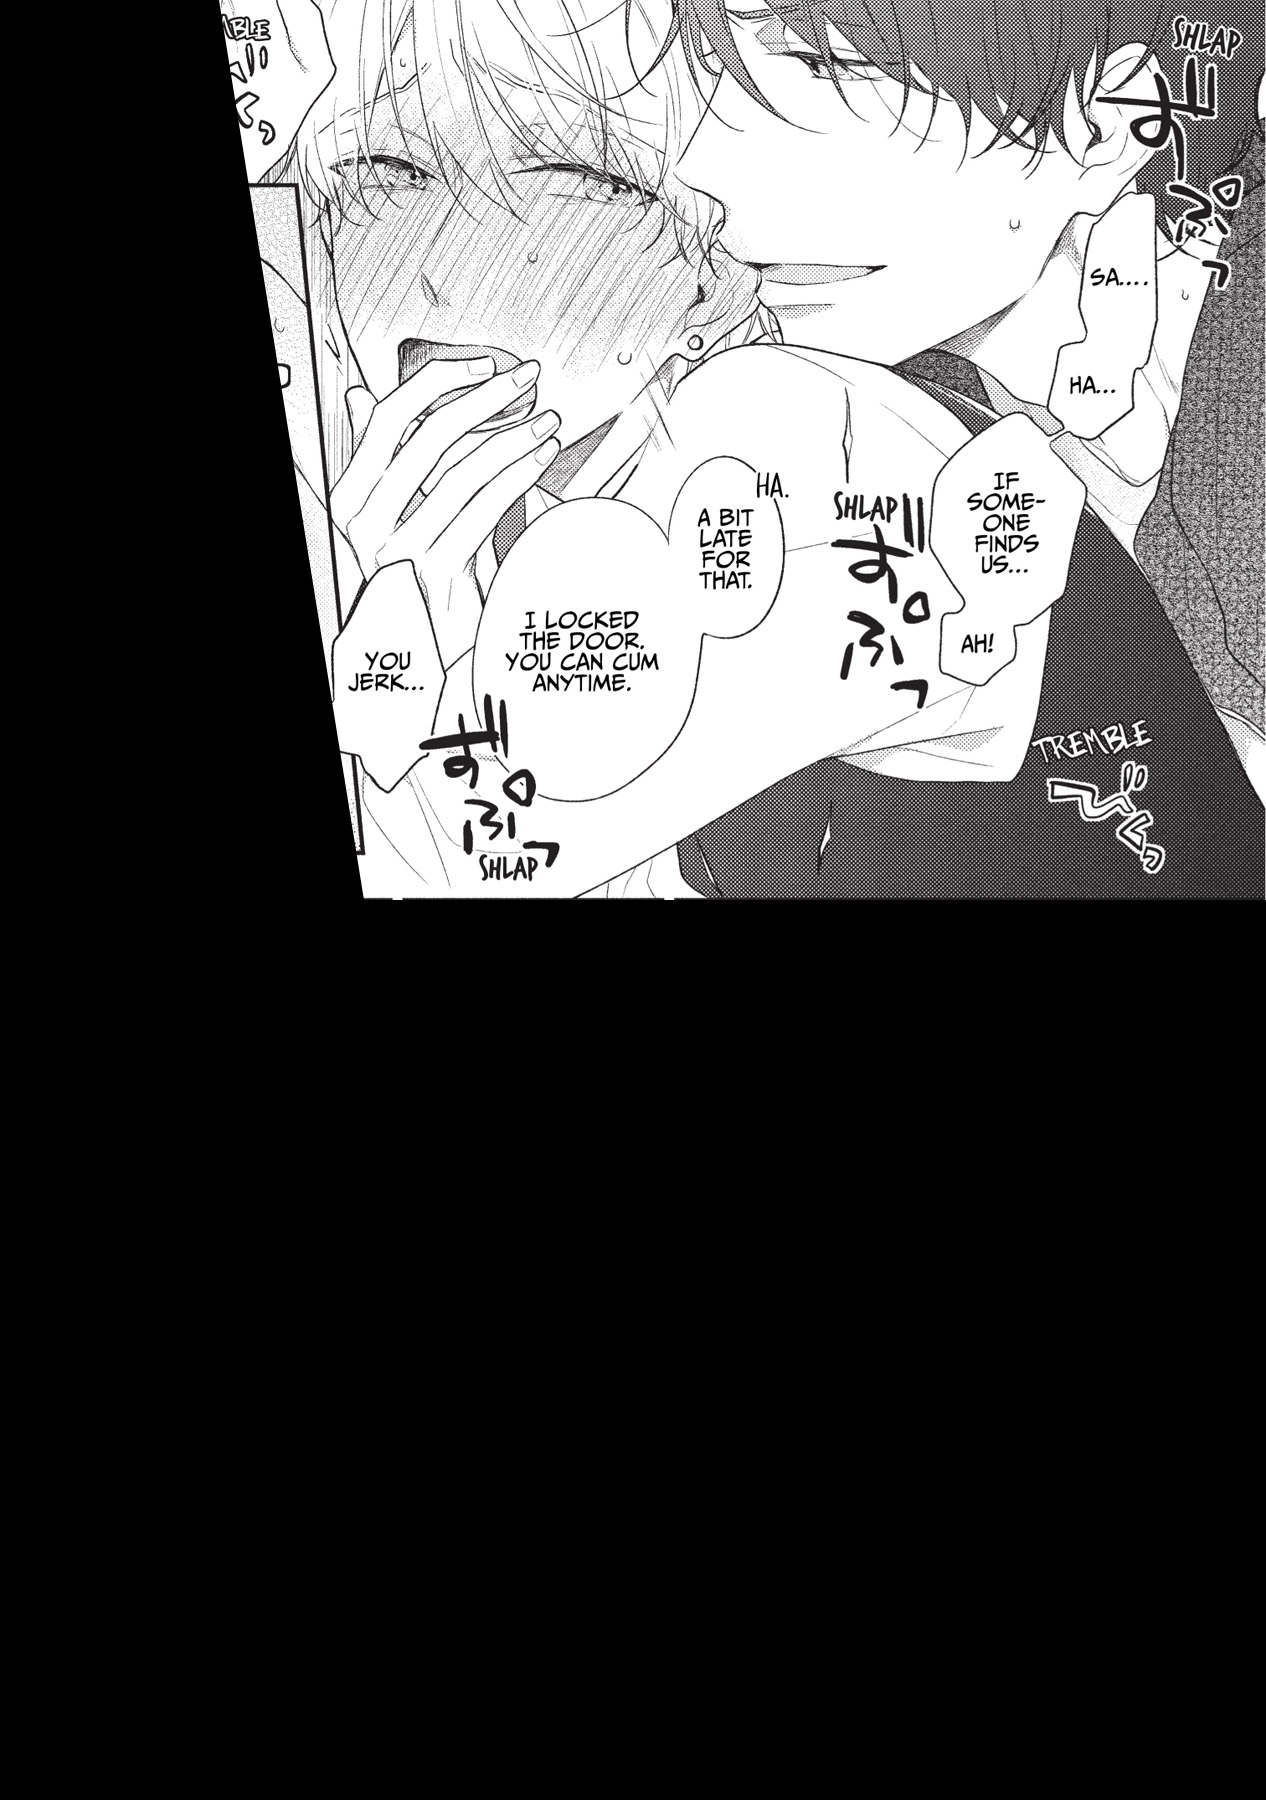 SHLAP
ずぷっ
SA....
HA...
IF
SOME-
ONE
FINDS
US...
AH!
HA.
A BIT
LATE
FOR
THAT.
SHLAP
ずぷっ
I LOCKED
THE DOOR.
YOU CAN CUM
ANYTIME.
YOU
JERK...
ずぷっ
SHLAP
TREMBLE
びくっ